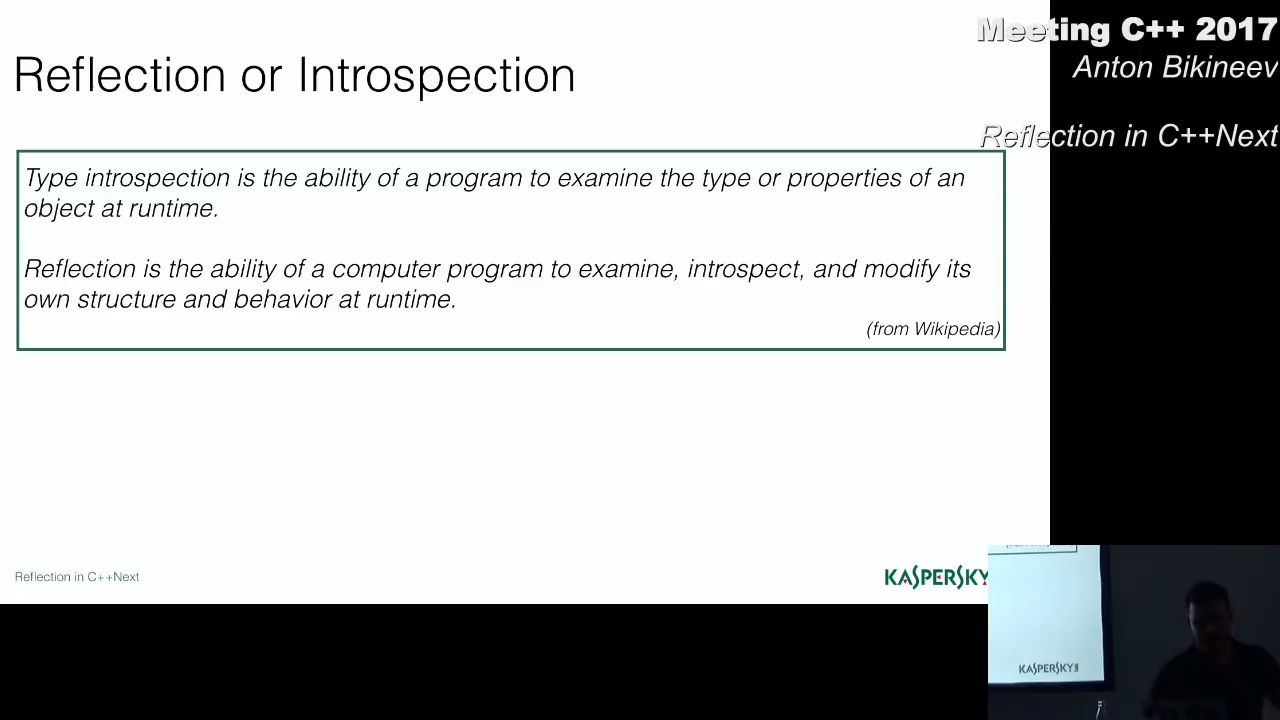 Meeting C++ 2017
Anton Bikineev
Reflection in C++Next
Reflection or Introspection
Type introspection is the ability of a program to examine the type or properties of an
object at runtime.
Reflection is the ability of a computer program to examine, introspect, and modify its
own structure and behavior at runtime.
(from Wikipedia)
Reflection in C++Next
KASPERSKY
KASPERSKY